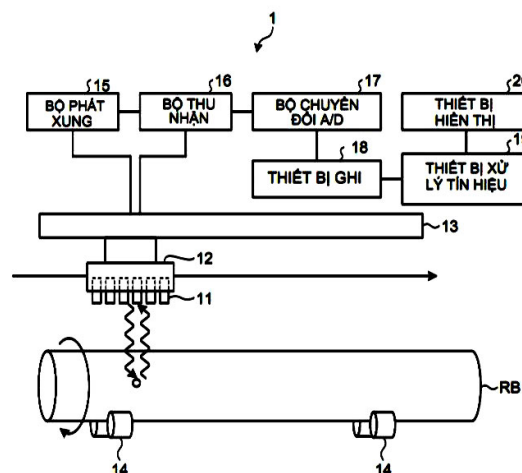 1
15
16
17
BỘ PHÁT
XUNG
BỘ THU
NHẬN
BỘ CHUYỂN
ĐỔI A/D
THIẾT BỊ
HIỂN THỊ
18
THIẾT BỊ GHI
THIẾT BỊ XỬ
LÝ TÍN HIỆU
13
12
11
RB
14
14